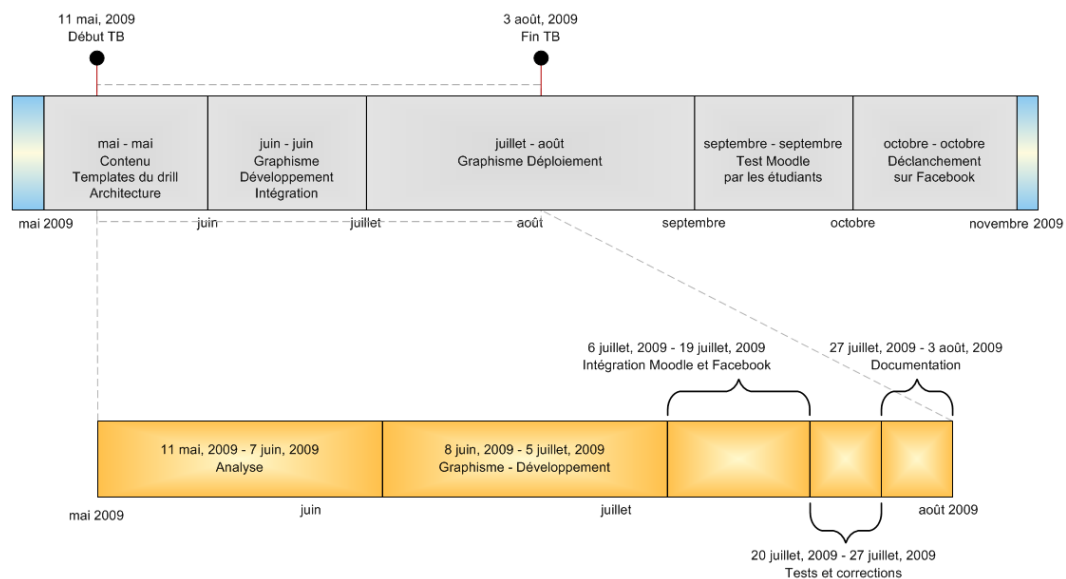 11 mai, 2009
Début TB
3 août, 2009
Fin TB
mai - mai
Contenu
Templates du drill
Architecture
juin - juin
Graphisme
Développement
Intégration
juillet - août
Graphisme Déploiement
septembre - septembre
Test Moodle
par les étudiants
octobre - octobre
Déclanchement
sur Facebook
mai 2009
juin
juillet
août
septembre
octobre
novembre 2009
6 juillet, 2009 - 19 juillet, 2009
Intégration Moodle et Facebook
27 juillet, 2009 - 3 août, 2009
Documentation
11 mai, 2009 - 7 juin, 2009
Analyse
8 juin, 2009 - 5 juillet, 2009
Graphisme - Développement
mai 2009
juin
juillet
août 2009
20 juillet, 2009 - 27 juillet, 2009
Tests et corrections